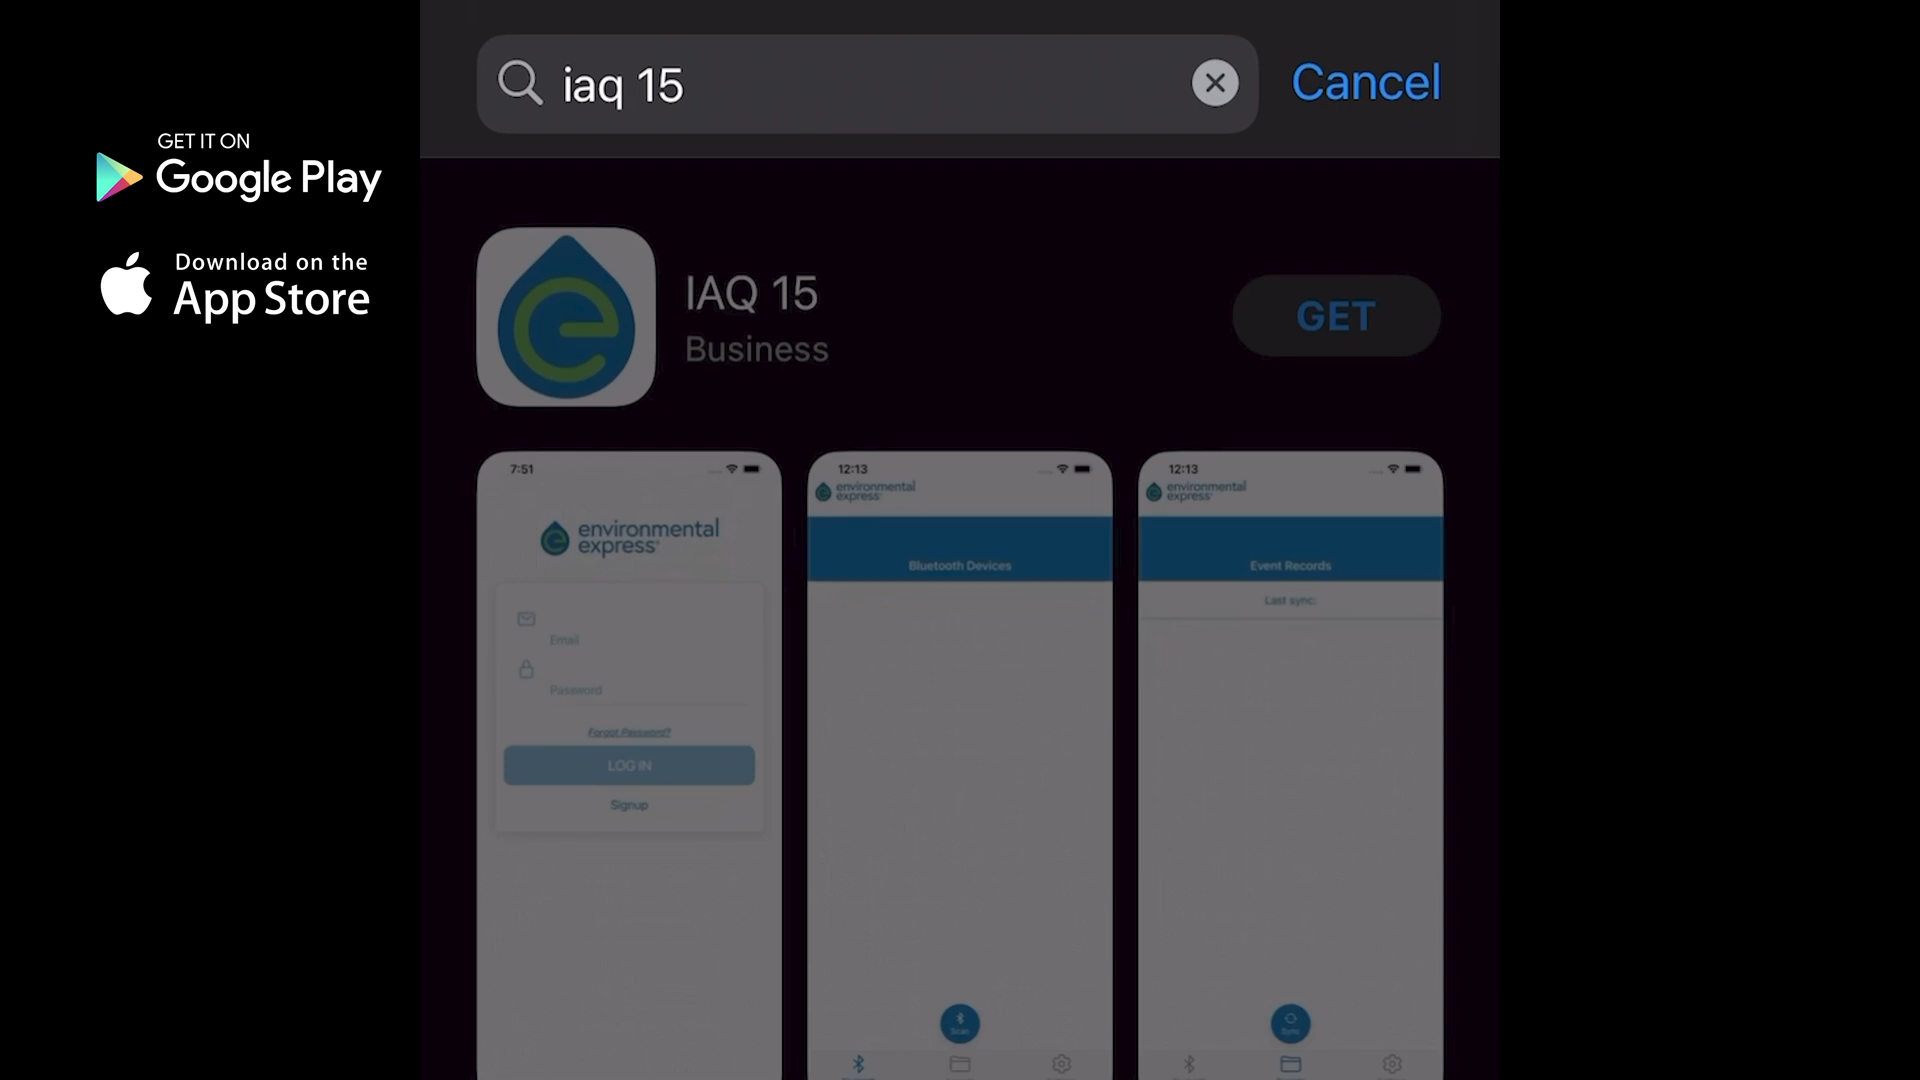 iaq 15
Cancel
GET IT ON
Google Play
Download on the
App Store
IAQ 15
Business
GET
7:51
environmental
express
Email
Password
Forgot Password?
LOG IN
Signup
12:13
environmental
express
Bluetooth Devices
Scan
12:13
environmental
express
Event Records
Last sync:
Sync